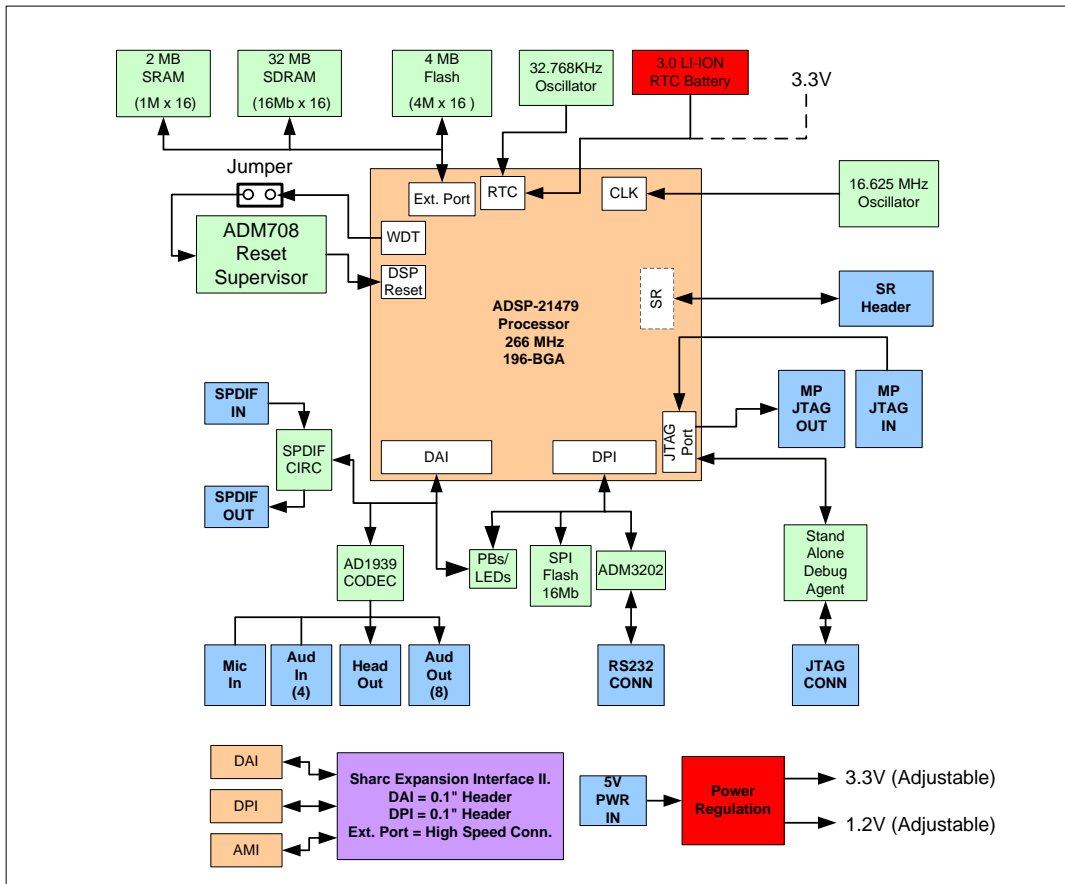 2 MB
SRAM
(1M x 16)
32 MB
SDRAM
(16Mb x 16)
4 MB
Flash
(4M x 16 )
32.768KHz
Oscillator
3.0 LI-ION
RTC Battery
3.3V
Jumper
Ext. Port
RTC
CLK
16.625 MHz
Oscillator
ADM708
Reset
Supervisor
WDT
DSP
Reset
ADSP-21479
Processor
266 MHz
196-BGA
SR
SR
Header
SPDIF
IN
SPDIF
CIRC
SPDIF
OUT
DAI
DPI
JTAG
Port
MP
JTAG
OUT
MP
JTAG
IN
AD1939
CODEC
PBs/
LEDs
SPI
Flash
16Mb
ADM3202
Stand
Alone
Debug
Agent
Mic
In
Aud
In
(4)
Head
Out
Aud
Out
(8)
RS232
CONN
JTAG
CONN
DAI
DPI
AMI
Sharc Expansion Interface II.
DAI = 0.1" Header
DPI = 0.1" Header
Ext. Port = High Speed Conn.
5V
PWR
IN
Power
Regulation
3.3V (Adjustable)
1.2V (Adjustable)